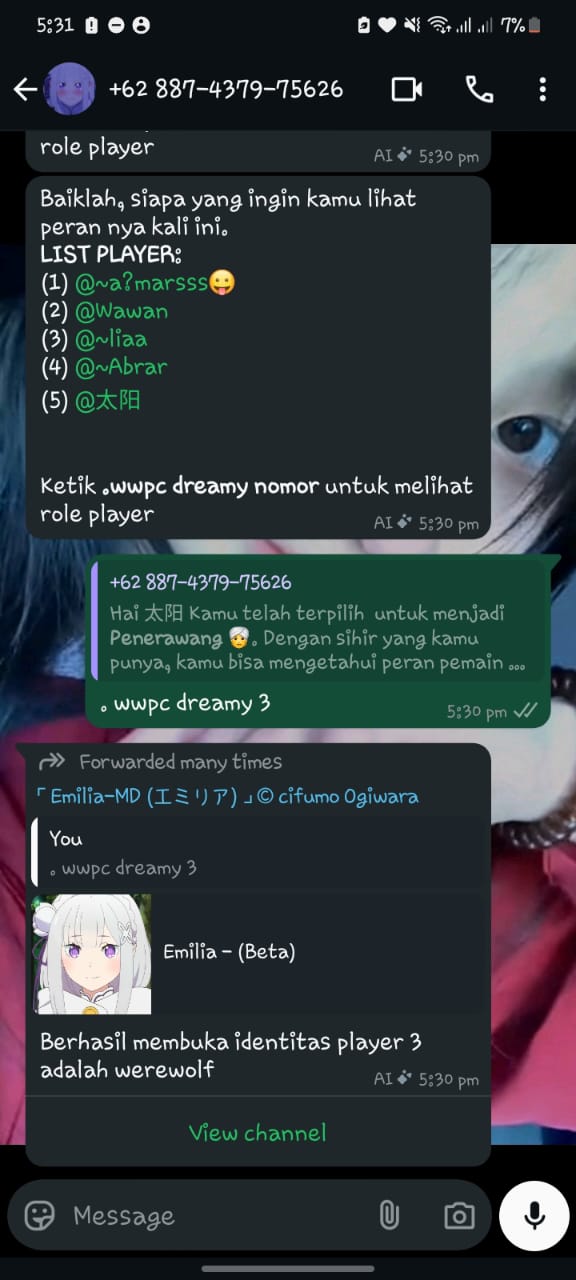 5:31
7%
+62 887-4379-75626
role player
AI 5:30 pm
Baiklah, siapa yang ingin kamu lihat
peran nya kali ini.
LIST PLAYER:
(1) @~a?marsss😛
(2) @Wawan
(3) @~liaa
(4) @~Abrar
(5) @太阳
Ketik .wwpc dreamy nomor untuk melihat
role player
AI 5:30 pm
+62 887-4379-75626
Hai 太阳 Kamu telah terpilih untuk menjadi
Penerawang 👳. Dengan sihir yang kamu
punya, kamu bisa mengetahui peran pemain ...
. wwpc dreamy 3
5:30 pm
Forwarded many times
「 Emilia-MD (エミリア) 」© cifumo Ogiwara
You
. wwpc dreamy 3
Emilia - (Beta)
Berhasil membuka identitas player 3
adalah werewolf
AI 5:30 pm
View channel
Message